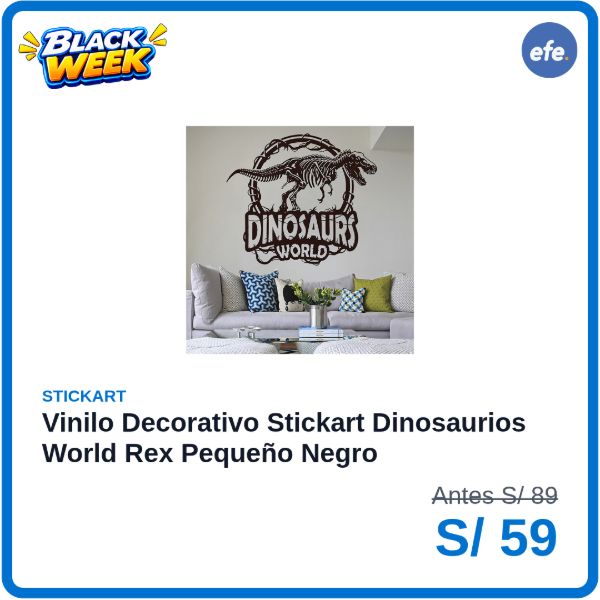 BLACK
WEEK
efe.
DINOSAURS
WORLD
STICKART
Vinilo Decorativo Stickart Dinosaurios
World Rex Pequeño Negro
Antes S/ 89
S/ 59